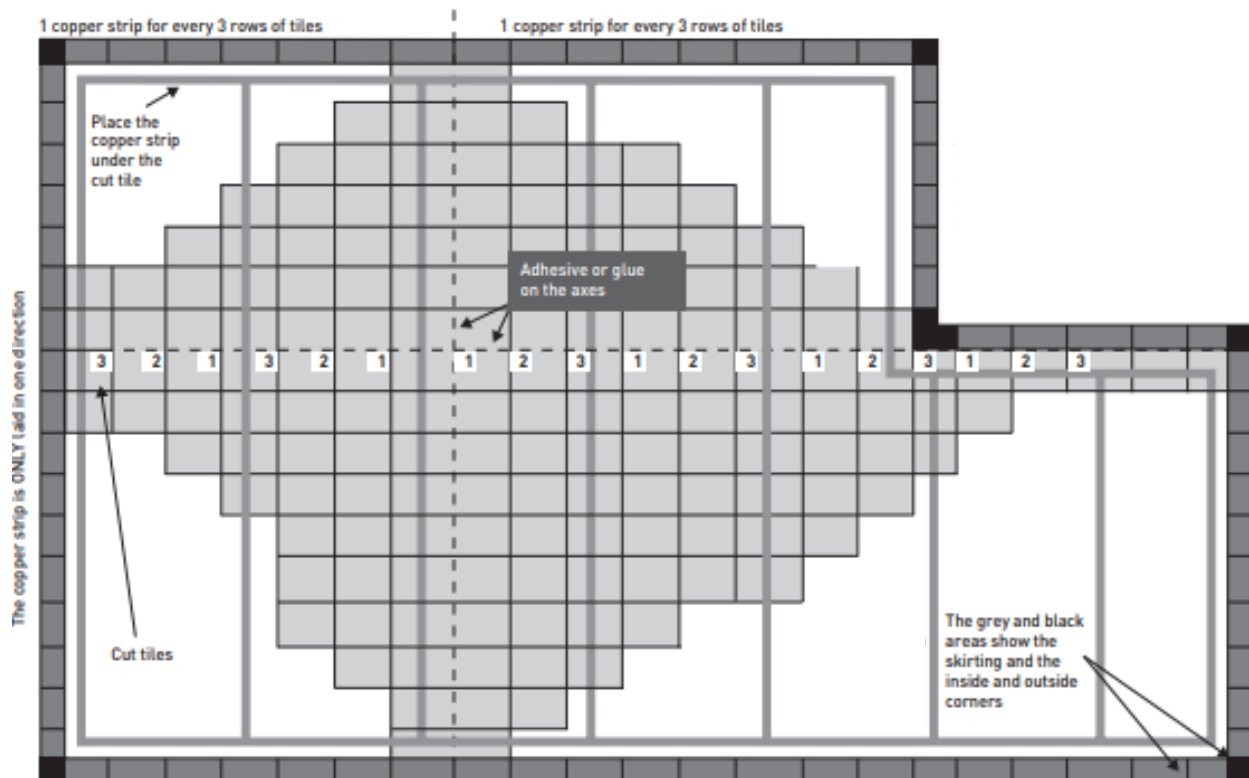 1 copper strip for every 3 rows of tiles
1 copper strip for every 3 rows of tiles
Place the
copper strip
under the
cut tile
Adhesive or glue
on the axes
The copper strip is ONLY laid in one direction
3 2 1 3 2 1 1 2 3 1 2 3 1 2 3 1 2 3
Cut tiles
The grey and black
areas show the
skirting and the
inside and outside
corners